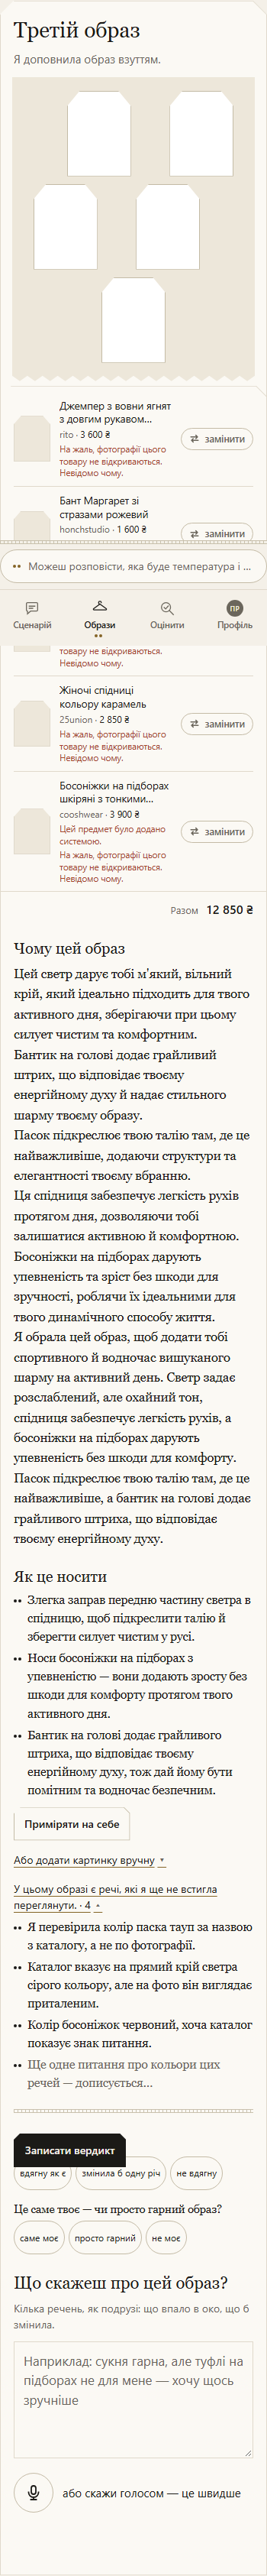 Третій образ
Я доповнила образ взуттям.
Джемпер з вовни ягнят
з довгим рукавом...
rito · 3 600 ₴
На жаль, фотографії цього
товару не відкриваються.
Невідомо чому.
замінити
Бант Маргарет зі
стразами рожевий
honchstudio · 1 600 ₴
замінити
Можеш розповісти, яка буде температура і ...
Сценарій
Образи
Оцінити
ПР
Профіль
товару не відкриваються.
Невідомо чому.
Жіночі спідниці
кольору карамель
25union · 2 850 ₴
На жаль, фотографії цього
товару не відкриваються.
Невідомо чому.
замінити
Босоніжки на підборах
шкіряні з тонкими...
cooshwear · 3 900 ₴
Цей предмет було додано
системою.
На жаль, фотографії цього
товару не відкриваються.
Невідомо чому.
замінити
Разом 12 850 ₴
Чому цей образ
Цей светр дарує тобі м'який, вільний
крій, який ідеально підходить для твого
активного дня, зберігаючи при цьому
силует чистим та комфортним.
Бантик на голові додає грайливий
штрих, що відповідає твоєму
енергійному духу й надає стильного
шарму твоєму образу.
Пасок підкреслює твою талію там, де це
найважливіше, додаючи структури та
елегантності твоєму вбранню.
Ця спідниця забезпечує легкість рухів
протягом дня, дозволяючи тобі
залишатися активною й комфортною.
Босоніжки на підборах дарують
упевненість та зріст без шкоди для
зручності, роблячи їх ідеальними для
твого динамічного способу життя.
Я обрала цей образ, щоб додати тобі
спортивного й водночас вишуканого
шарму на активний день. Светр задає
розслаблений, але охайний тон,
спідниця забезпечує легкість рухів, а
босоніжки на підборах дарують
упевненість без шкоди для комфорту.
Пасок підкреслює твою талію там, де це
найважливіше, а бантик на голові додає
грайливого штриха, що відповідає
твоєму енергійному духу.
Як це носити
Злегка заправ передню частину светра в
спідницю, щоб підкреслити талію й
зберегти силует чистим у русі.
Носи босоніжки на підборах з
упевненістю — вони додають зросту без
шкоди для комфорту протягом твого
активного дня.
Бантик на голові додає грайливого
штриха, що відповідає твоєму
енергійному духу, тож дай йому бути
помітним та водночас безпечним.
Приміряти на себе
Або додати картинку вручну
У цьому образі є речі, які я ще не встигла
переглянути. · 4
Я перевірила колір паска тауп за назвою
з каталогу, а не по фотографії.
Каталог вказує на прямий крій светра
сірого кольору, але на фото він виглядає
приталеним.
Колір босоніжок червоний, хоча каталог
показує знак питання.
Ще одне питання про кольори цих
речей — дописується...
Записати вердикт
вдягну як є
змінила б одну річ
не вдягну
Це саме твоє — чи просто гарний образ?
саме моє
просто гарний
не моє
Що скажеш про цей образ?
Кілька речень, як подрузі: що впало в око, що б
змінила.
Наприклад: сукня гарна, але туфлі на
підборах не для мене — хочу щось
зручніше
або скажи голосом — це швидше